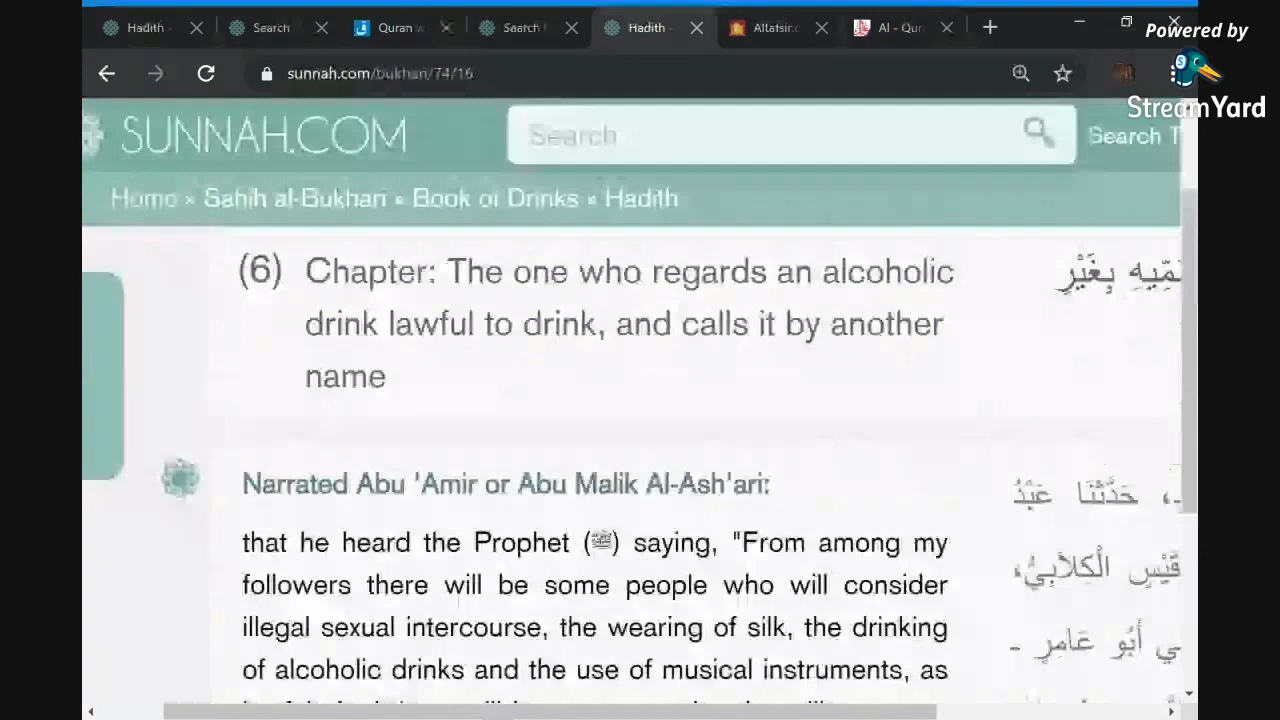 Hadith - Search Quran w Search Hadith - Altafsir.c Al - Qur
Powered by
sunnah.com/bukhari/74/16
StreamYard
SUNNAH.COM Search Search T
Home » Sahih al-Bukhari » Book of Drinks » Hadith
(6) Chapter: The one who regards an alcoholic
drink lawful to drink, and calls it by another
name
بِغَيْرِ
Narrated Abu 'Amir or Abu Malik Al-Ash'ari:
حَدَّثَنَا عَبْدُ
that he heard the Prophet (ﷺ) saying, "From among my
followers there will be some people who will consider
قَيْسٍ الْكِلاَبِيُّ،
illegal sexual intercourse, the wearing of silk, the drinking
أَبُو عَامِرٍ ـ
of alcoholic drinks and the use of musical instruments, as